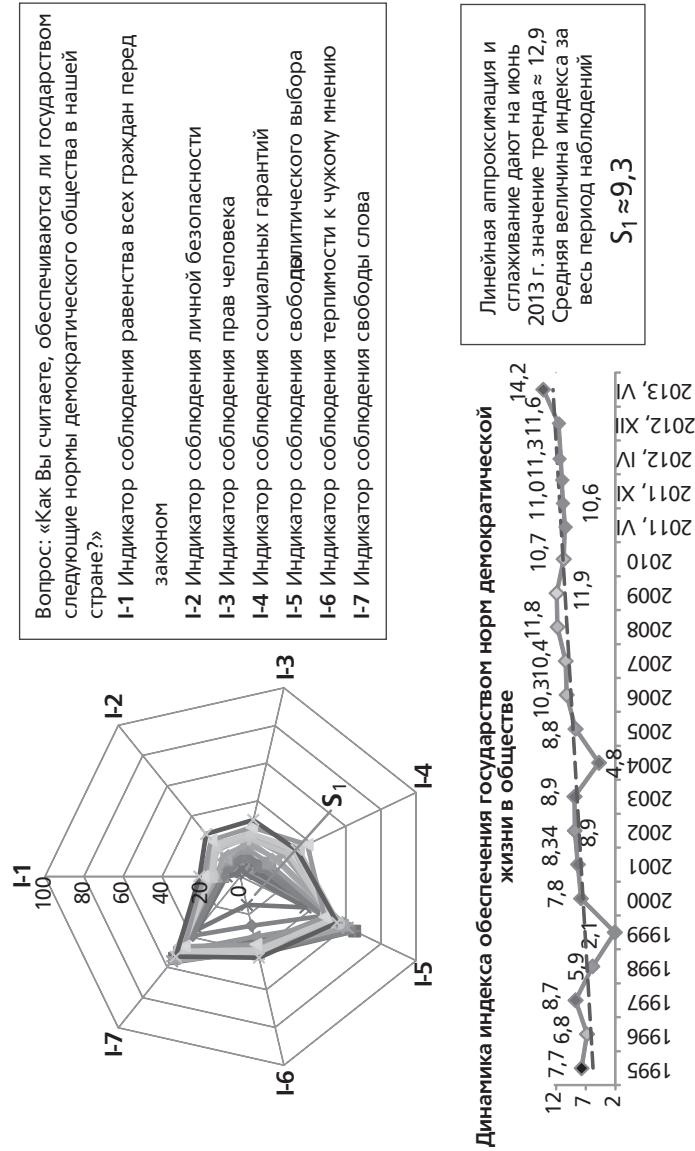 Вопрос: «Как Вы считаете, обеспечиваются ли государством
следующие нормы демократического общества в нашей
стране?»
I-1 Индикатор соблюдения равенства всех граждан перед
законом
I-2 Индикатор соблюдения личной безопасности
I-3 Индикатор соблюдения прав человека
I-4 Индикатор соблюдения социальных гарантий
I-5 Индикатор соблюдения свободы политического выбора
I-6 Индикатор соблюдения терпимости к чужому мнению
I-7 Индикатор соблюдения свободы слова
I-1
I-2
I-3
I-4
I-5
I-6
I-7
100
80
60
40
20
0,0
S1
Динамика индекса обеспечения государством норм демократической
жизни в обществе
12
7
2
7,7
6,8
8,7
5,9
2,1
7,8
8,34
8,9
8,9
4,8
8,8
10,3
10,4
11,8
11,9
10,7
10,6
11,0
11,3
11,6
14,2
1995
1996
1997
1998
1999
2000
2001
2002
2003
2004
2005
2006
2007
2008
2009
2010
2011, VI
2011, XI
2012, IV
2012, XII
2013, VI
Линейная аппроксимация и
сглаживание дают на июнь
2013 г. значение тренда ≈ 12,9
Средняя величина индекса за
весь период наблюдений
S1≈9,3